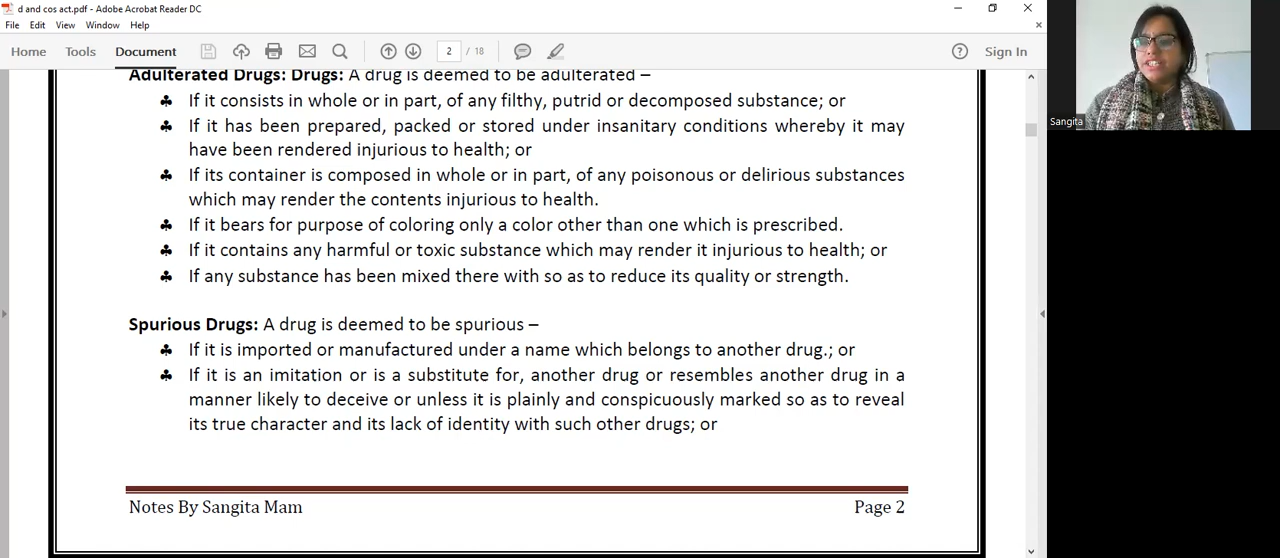 d and cos act.pdf - Adobe Acrobat Reader DC
File Edit View Window Help
Home Tools Document 2 / 18 Sign In
Adulterated Drugs: Drugs: A drug is deemed to be adulterated –
♣ If it consists in whole or in part, of any filthy, putrid or decomposed substance; or
♣ If it has been prepared, packed or stored under insanitary conditions whereby it may
have been rendered injurious to health; or
♣ If its container is composed in whole or in part, of any poisonous or delirious substances
which may render the contents injurious to health.
♣ If it bears for purpose of coloring only a color other than one which is prescribed.
♣ If it contains any harmful or toxic substance which may render it injurious to health; or
♣ If any substance has been mixed there with so as to reduce its quality or strength.
Spurious Drugs: A drug is deemed to be spurious –
♣ If it is imported or manufactured under a name which belongs to another drug.; or
♣ If it is an imitation or is a substitute for, another drug or resembles another drug in a
manner likely to deceive or unless it is plainly and conspicuously marked so as to reveal
its true character and its lack of identity with such other drugs; or
Notes By Sangita Mam Page 2
Sangita